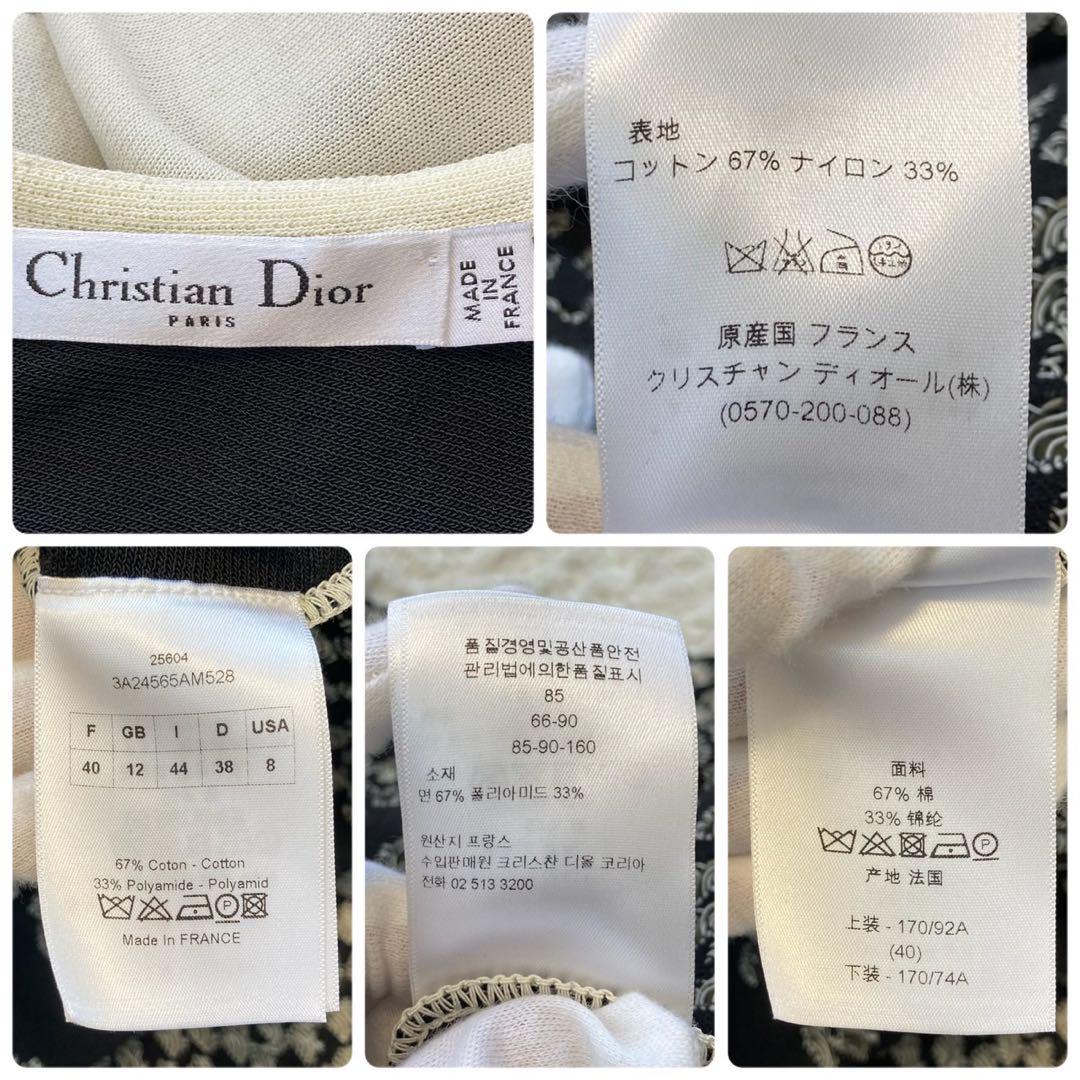 Christian Dior
PARIS
MADE
IN
FRANCE
表地
コットン 67% ナイロン 33%
原産国 フランス
クリスチャン ディオール(株)
(0570-200-088)
25604
3A24565AM528
F GB I D USA
40 12 44 38 8
67% Coton - Cotton
33% Polyamide - Polyamid
Made In FRANCE
품질경영및공산품안전
관리법에의한품질표시
85
66-90
85-90-160
소재
면 67% 폴리아미드 33%
원산지 프랑스
수입판매원 크리스챤 디올 코리아
전화 02 513 3200
面料
67% 棉
33% 锦纶
产地 法国
上装 - 170/92A
(40)
下装 - 170/74A